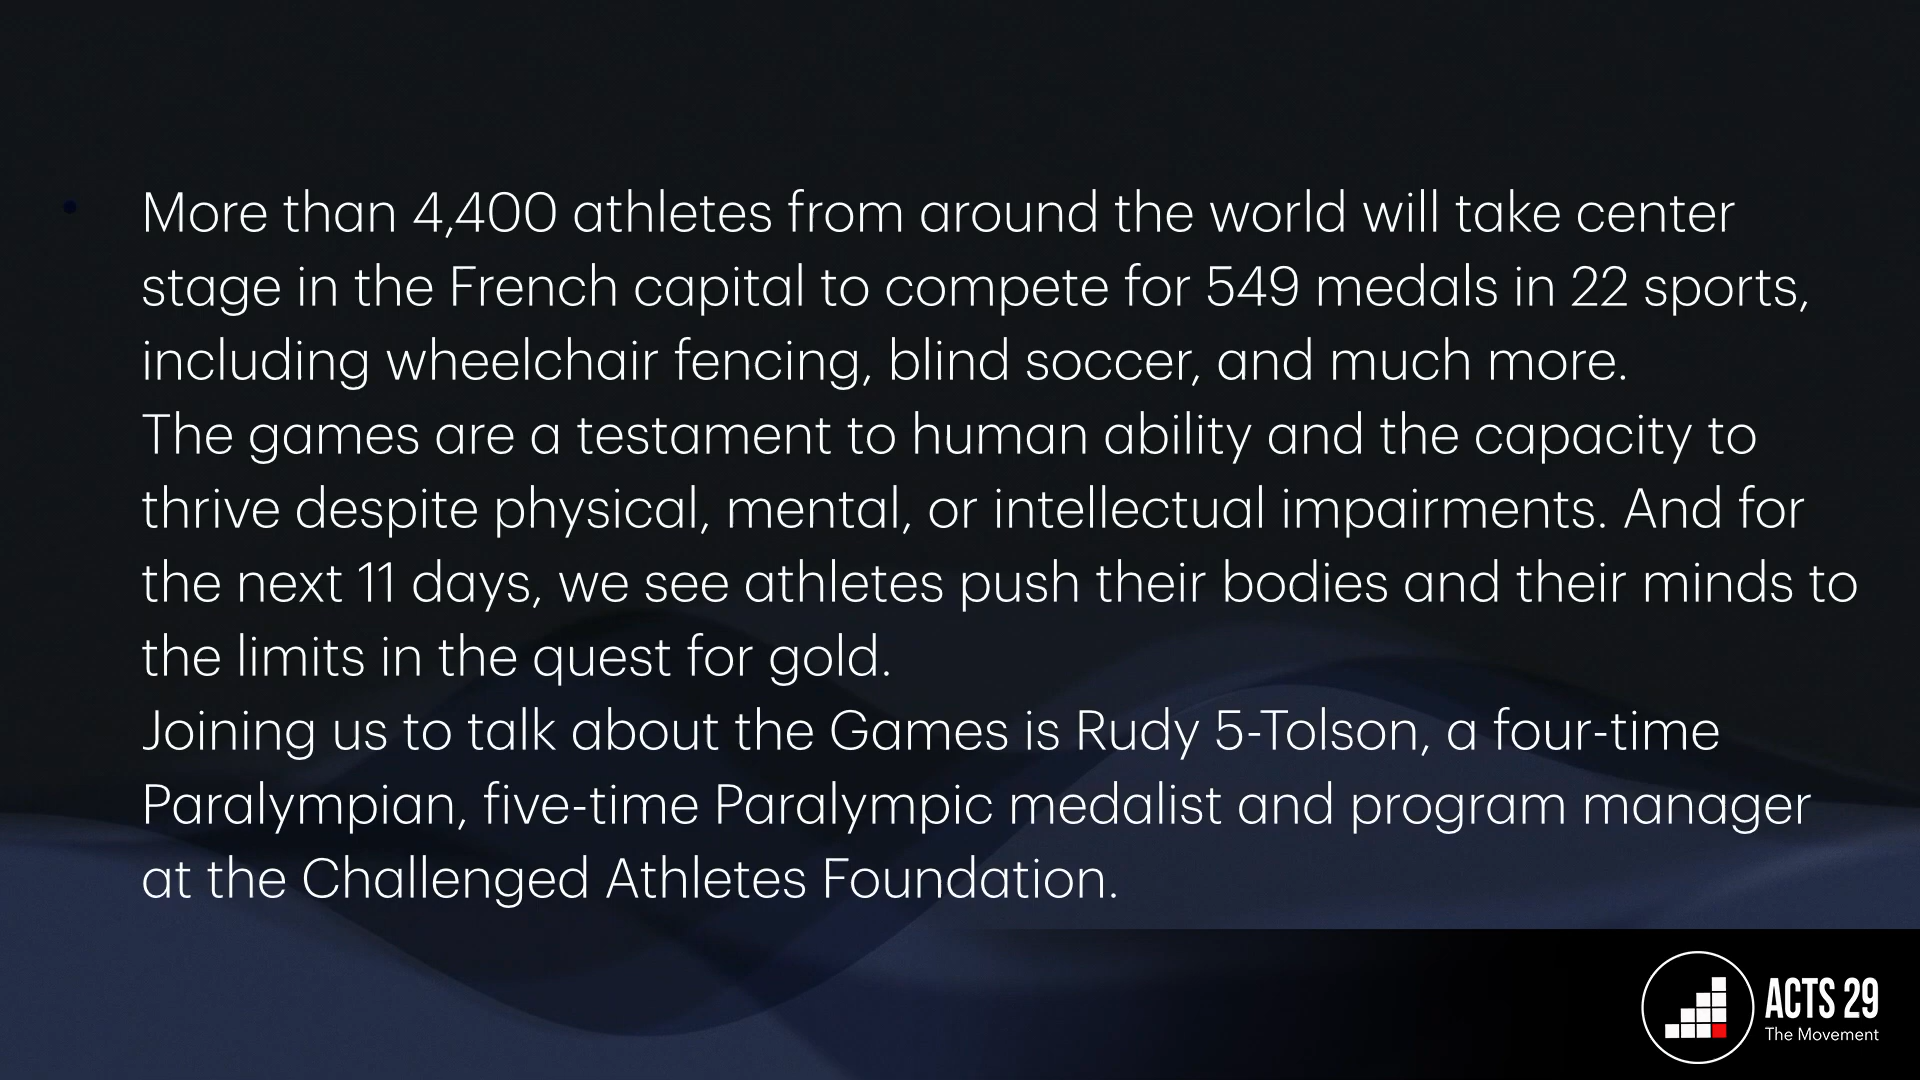 More than 4,400 athletes from around the world will take center
stage in the French capital to compete for 549 medals in 22 sports,
including wheelchair fencing, blind soccer, and much more.
The games are a testament to human ability and the capacity to
thrive despite physical, mental, or intellectual impairments. And for
the next 11 days, we see athletes push their bodies and their minds to
the limits in the quest for gold.
Joining us to talk about the Games is Rudy 5-Tolson, a four-time
Paralympian, five-time Paralympic medalist and program manager
at the Challenged Athletes Foundation.
ACTS 29
The Movement